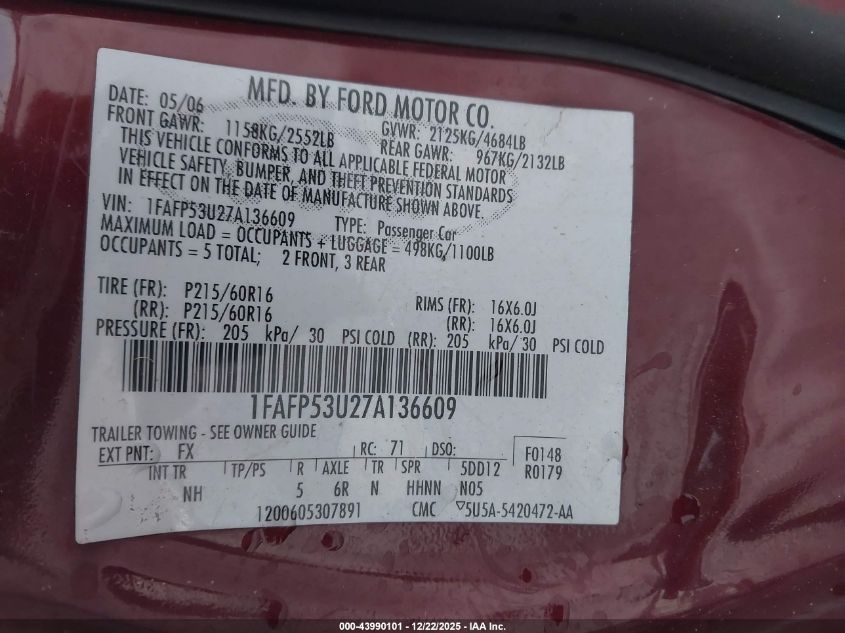 MFD. BY FORD MOTOR CO.
DATE: 05/06 GVWR: 2125KG/4684LB
FRONT GAWR: 1158KG/2552LB REAR GAWR: 967KG/2132LB
THIS VEHICLE CONFORMS TO ALL APPLICABLE FEDERAL MOTOR
VEHICLE SAFETY, BUMPER, AND THEFT PREVENTION STANDARDS
IN EFFECT ON THE DATE OF MANUFACTURE SHOWN ABOVE.
VIN: 1FAFP53U27A136609 TYPE: Passenger Car
MAXIMUM LOAD = OCCUPANTS + LUGGAGE = 498KG/1100LB
OCCUPANTS = 5 TOTAL; 2 FRONT, 3 REAR
TIRE (FR): P215/60R16 RIMS (FR): 16X6.0J
(RR): P215/60R16 (RR): 16X6.0J
PRESSURE (FR): 205 kPa/ 30 PSI COLD (RR): 205 kPa/ 30 PSI COLD
1FAFP53U27A136609
TRAILER TOWING - SEE OWNER GUIDE
EXT PNT: FX RC: 71 DSO: F0148
INT TR TP/PS R AXLE TR SPR 5DD12 R0179
NH 5 6R N HHNN N05
1200605307891 CMC ▽5U5A-5420472-AA
000-43990101 - 12/22/2025 - IAA Inc.